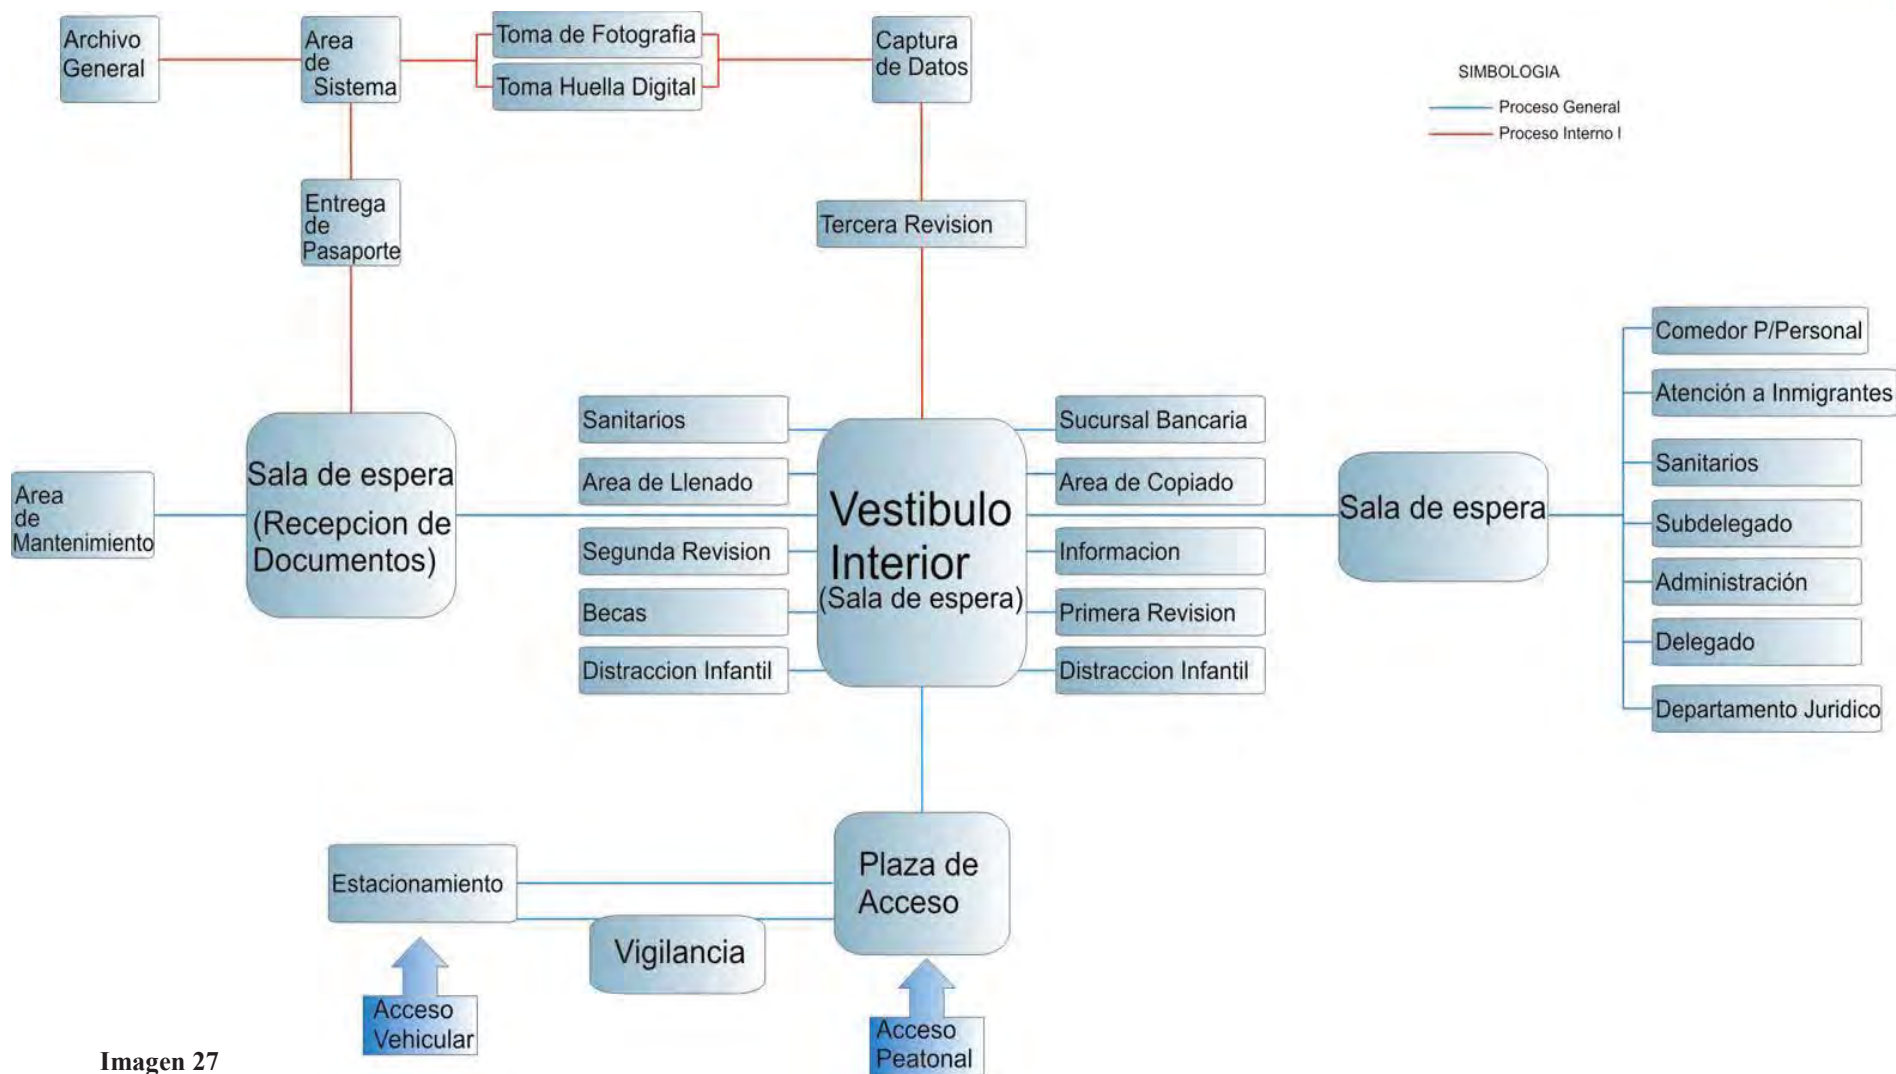 Archivo
General
Area
de
Sistema
Toma de Fotografia
Toma Huella Digital
Captura
de Datos
SIMBOLOGIA
Proceso General
Proceso Interno I
Entrega
de
Pasaporte
Tercera Revision
Area
de
Mantenimiento
Sala de espera
(Recepcion de
Documentos)
Sanitarios
Area de Llenado
Segunda Revision
Becas
Distraccion Infantil
Vestibulo
Interior
(Sala de espera)
Sucursal Bancaria
Area de Copiado
Informacion
Primera Revision
Distraccion Infantil
Sala de espera
Comedor P/Personal
Atención a Inmigrantes
Sanitarios
Subdelegado
Administración
Delegado
Departamento Juridico
Estacionamiento
Vigilancia
Plaza de
Acceso
Acceso
Vehicular
Acceso
Peatonal
Imagen 27